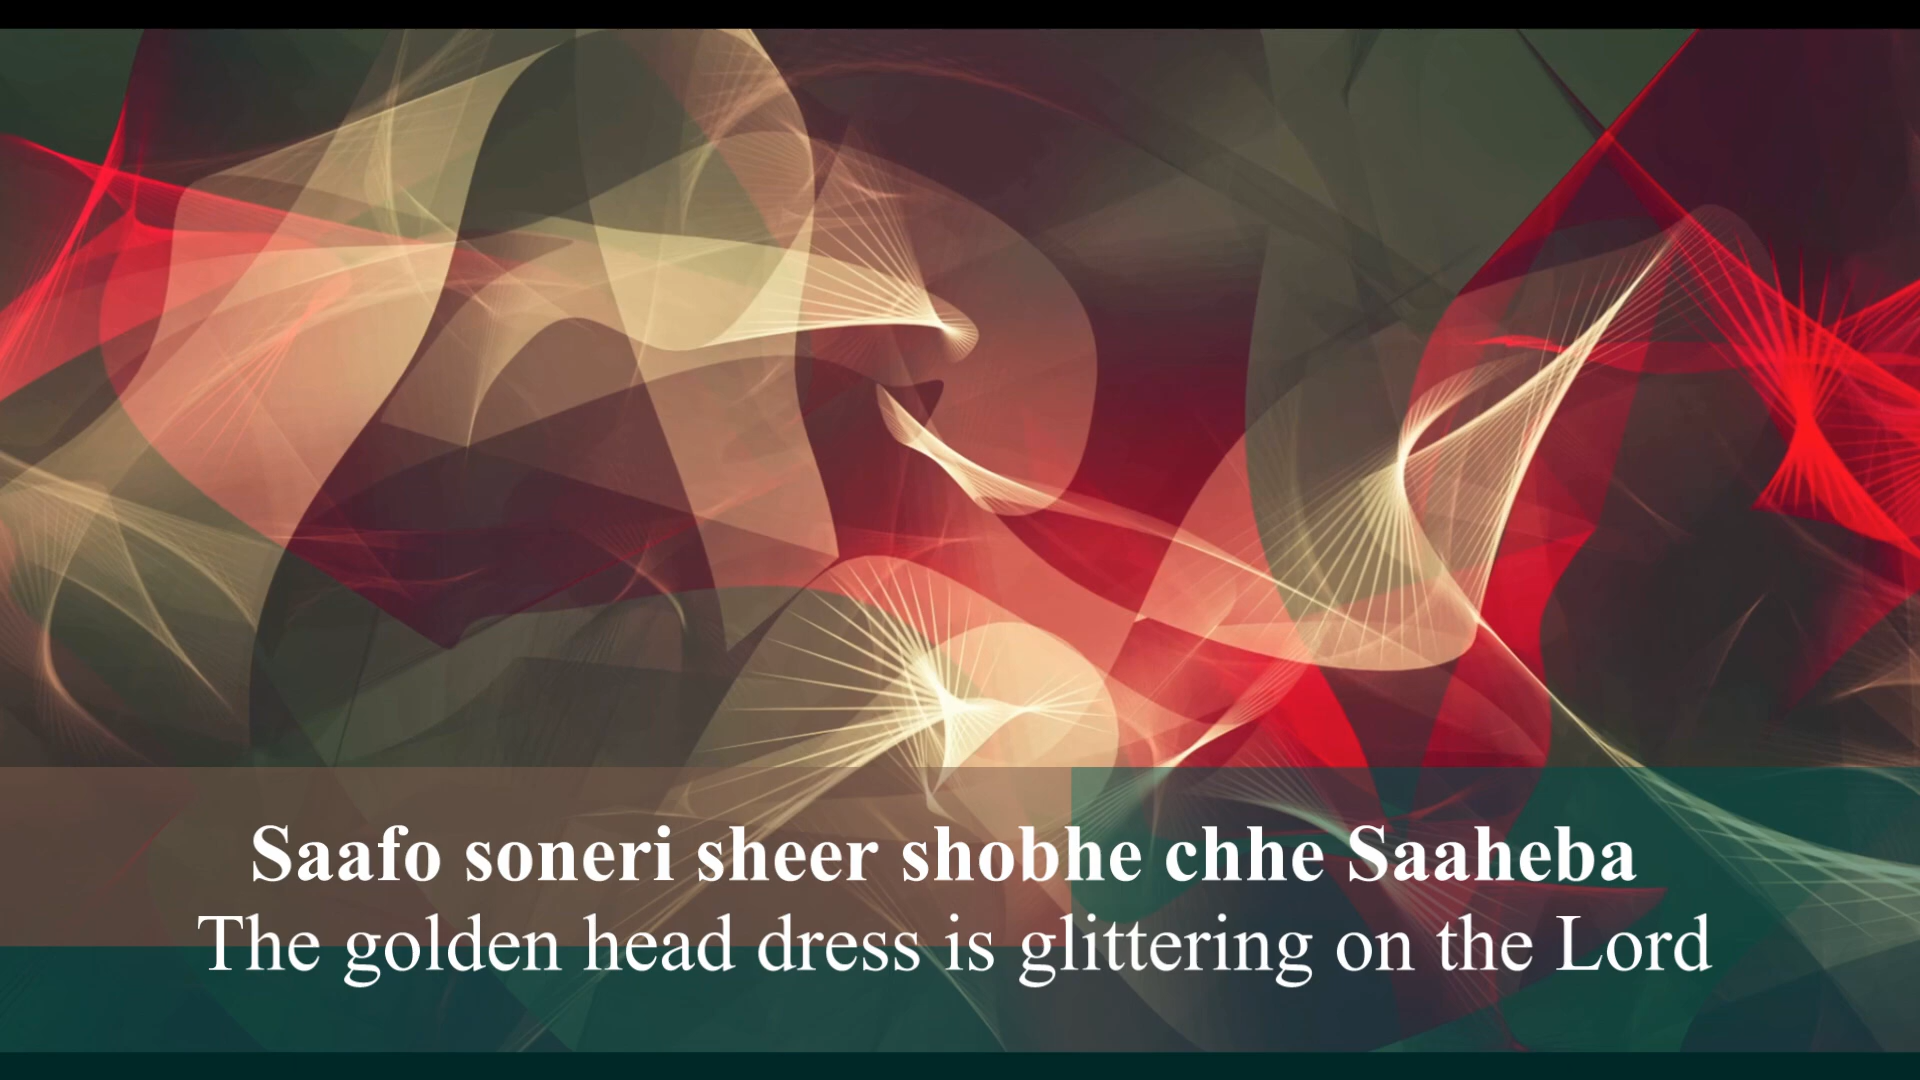 Saafo soneri sheer shobhe chhe Saaheba
The golden head dress is glittering on the Lord